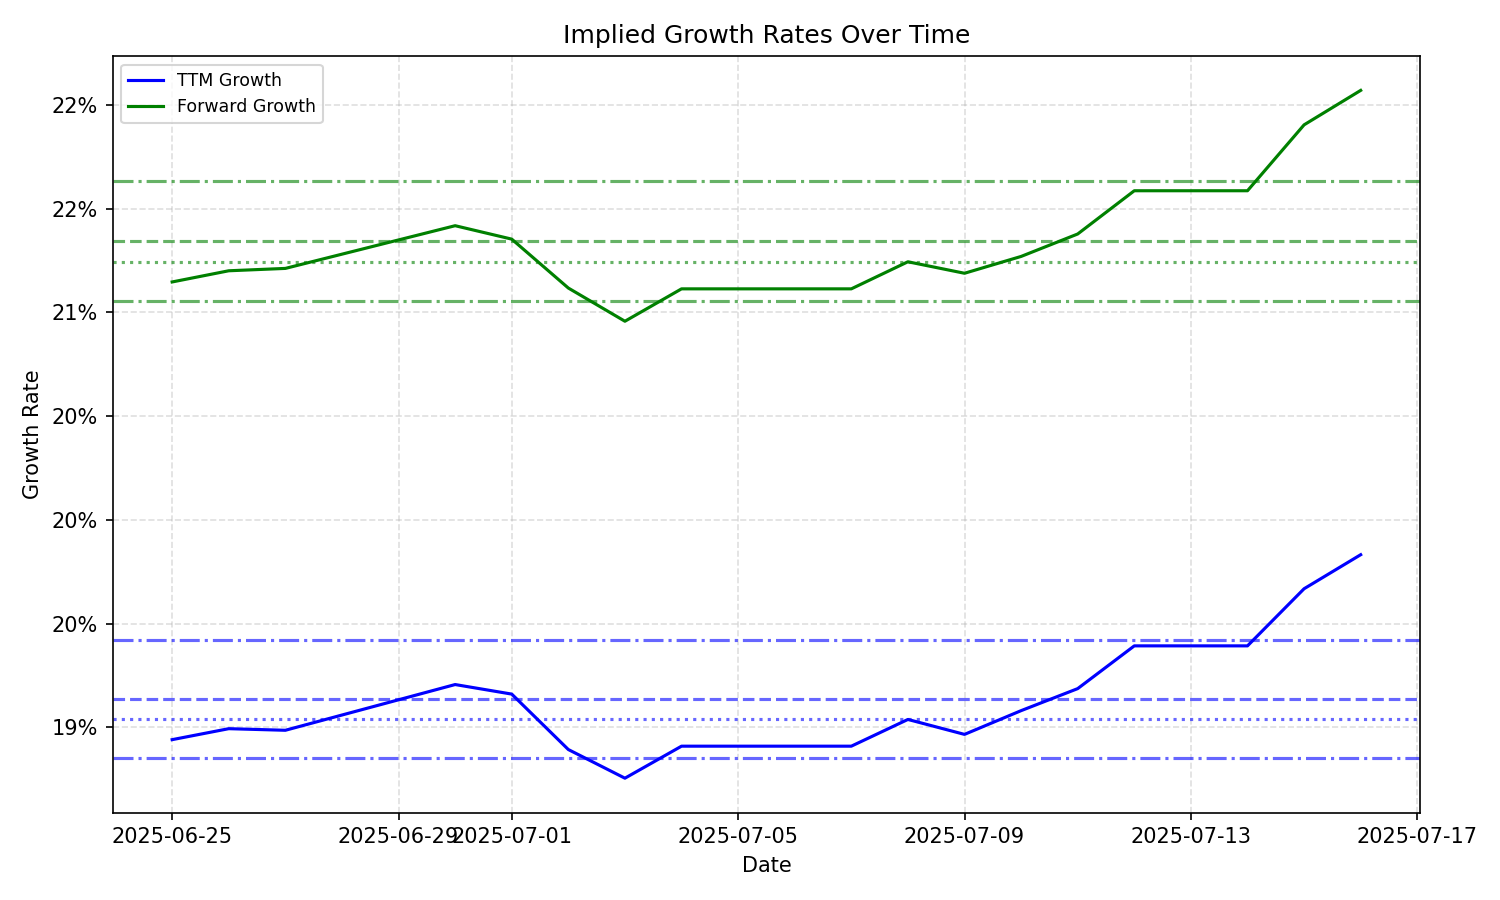 Implied Growth Rates Over Time
TTM Growth
Forward Growth
22%
22%
21%
20%
20%
20%
19%
Growth Rate
2025-06-25
2025-06-29
2025-07-01
2025-07-05
2025-07-09
2025-07-13
2025-07-17
Date